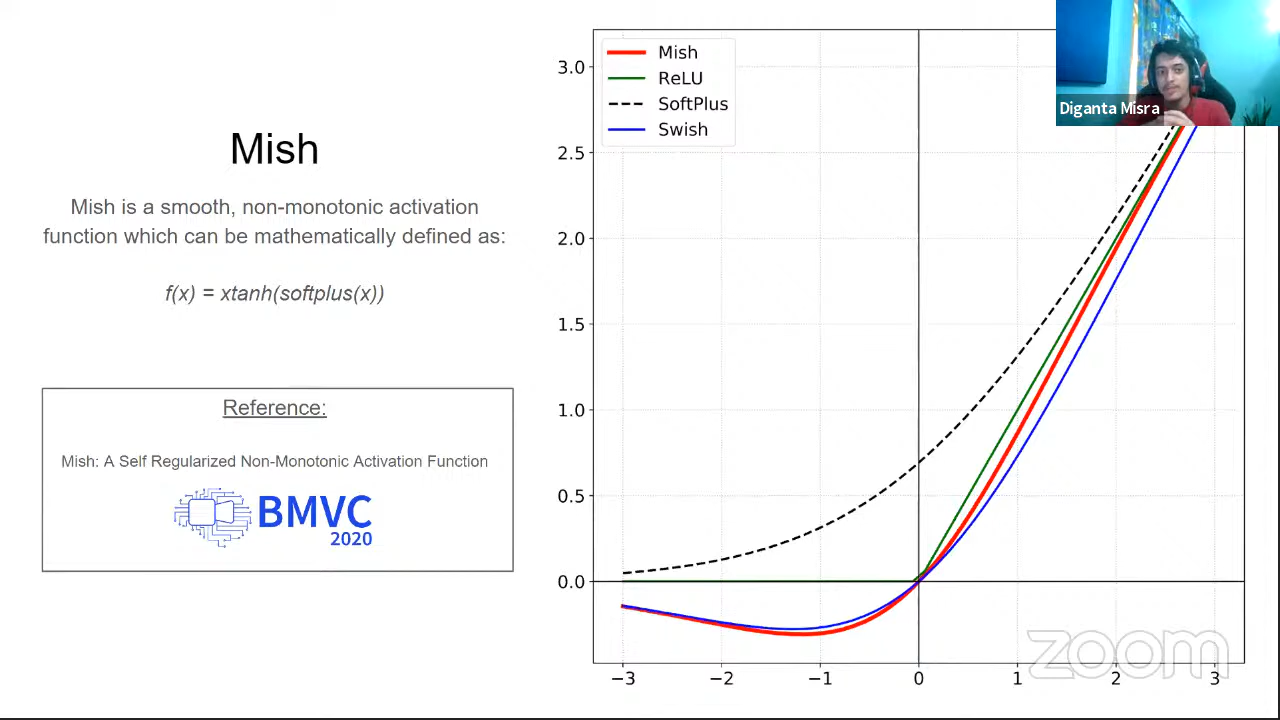 Mish
Mish is a smooth, non-monotonic activation
function which can be mathematically defined as:
f(x) = xtanh(softplus(x))
Reference:
Mish: A Self Regularized Non-Monotonic Activation Function
BMVC
2020
Mish
ReLU
SoftPlus
Swish
3.0
2.5
2.0
1.5
1.0
0.5
0.0
−3 −2 −1 0 1 2 3
Diganta Misra
zoom